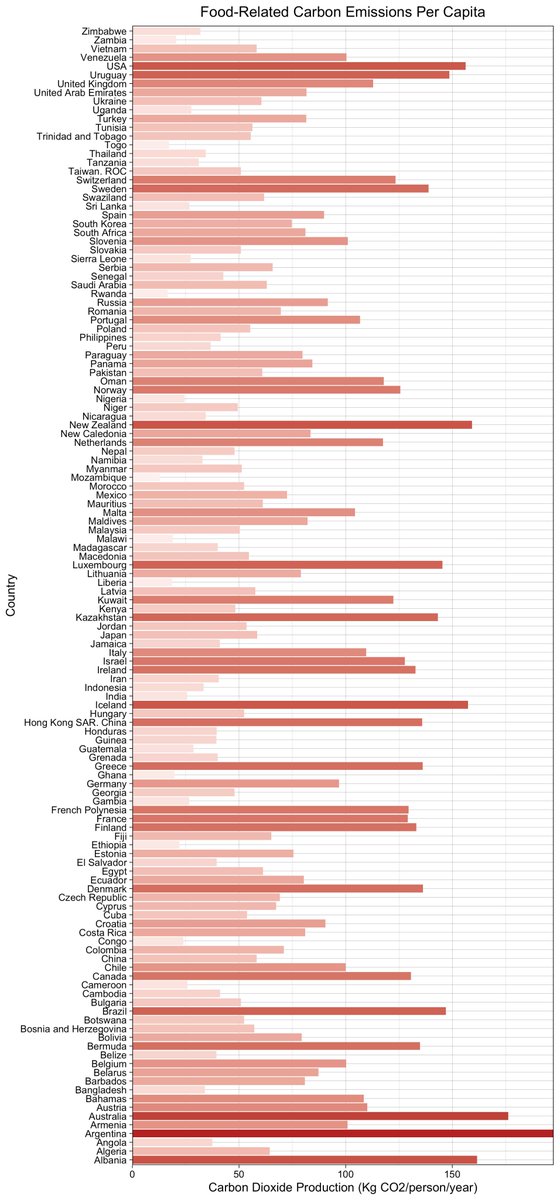 Food-Related Carbon Emissions Per Capita
Zimbabwe
Zambia
Vietnam
Venezuela
USA
Uruguay
United Kingdom
United Arab Emirates
Ukraine
Uganda
Turkey
Tunisia
Trinidad and Tobago
Togo
Thailand
Tanzania
Taiwan. ROC
Switzerland
Sweden
Swaziland
Sri Lanka
Spain
South Korea
South Africa
Slovenia
Slovakia
Sierra Leone
Serbia
Senegal
Saudi Arabia
Rwanda
Russia
Romania
Portugal
Poland
Philippines
Peru
Paraguay
Panama
Pakistan
Oman
Norway
Nigeria
Niger
Nicaragua
New Zealand
New Caledonia
Netherlands
Nepal
Namibia
Myanmar
Mozambique
Morocco
Mexico
Mauritius
Malta
Maldives
Malaysia
Malawi
Madagascar
Macedonia
Luxembourg
Lithuania
Liberia
Latvia
Kuwait
Kenya
Kazakhstan
Jordan
Japan
Jamaica
Italy
Israel
Ireland
Iran
Indonesia
India
Iceland
Hungary
Hong Kong SAR. China
Honduras
Guinea
Guatemala
Grenada
Greece
Ghana
Germany
Georgia
Gambia
French Polynesia
France
Finland
Fiji
Ethiopia
Estonia
El Salvador
Egypt
Ecuador
Denmark
Czech Republic
Cyprus
Cuba
Croatia
Costa Rica
Congo
Colombia
China
Chile
Canada
Cameroon
Cambodia
Bulgaria
Brazil
Botswana
Bosnia and Herzegovina
Bolivia
Bermuda
Belize
Belgium
Belarus
Barbados
Bangladesh
Bahamas
Austria
Australia
Armenia
Argentina
Angola
Algeria
Albania
Country
0 50 100 150
Carbon Dioxide Production (Kg CO2/person/year)